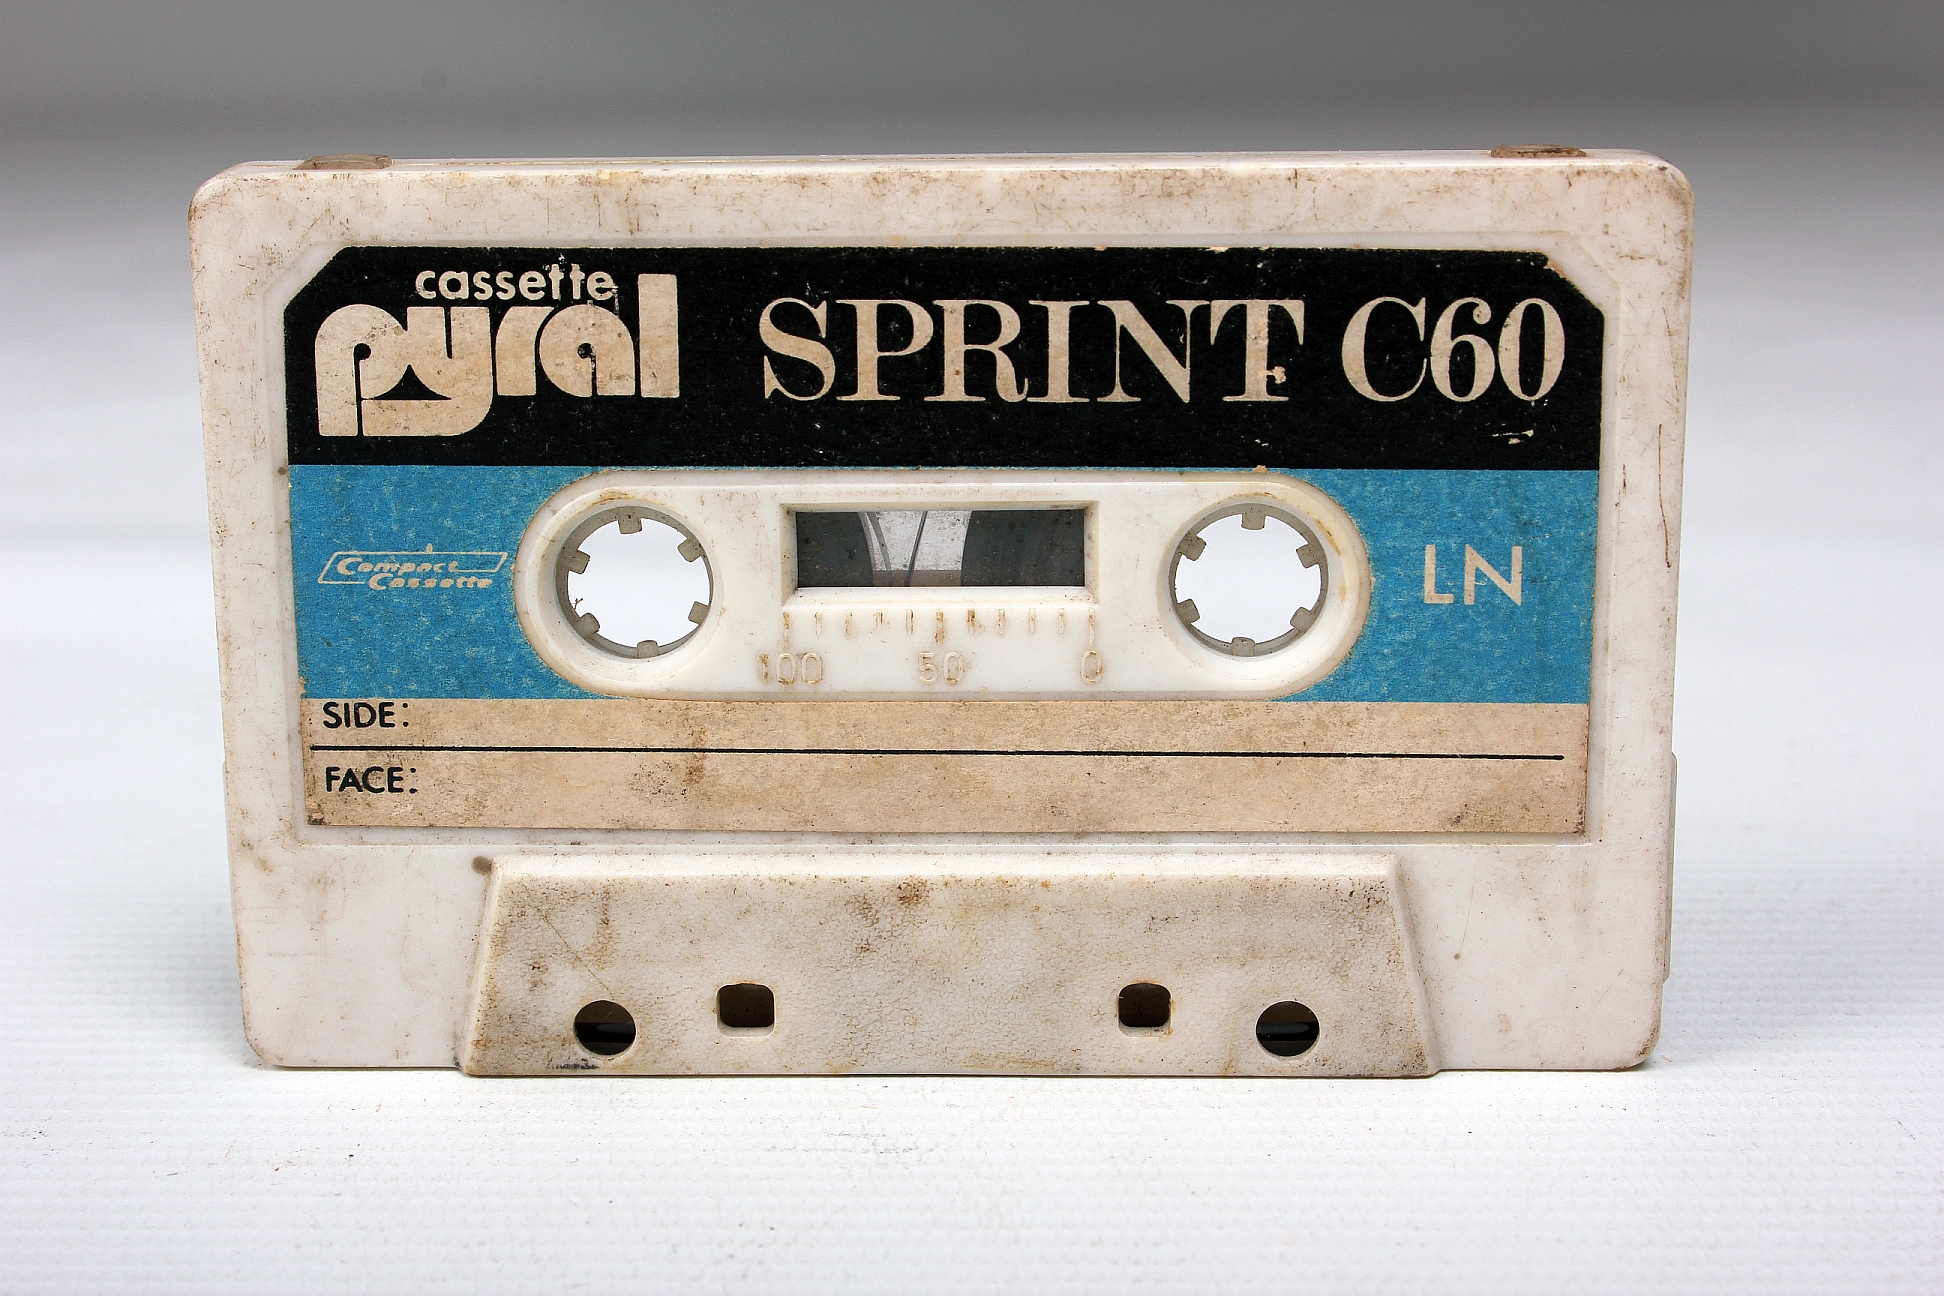 cassette
pyral SPRINT C60
Compact
Cassette
LN
100 50 0
SIDE:
FACE: